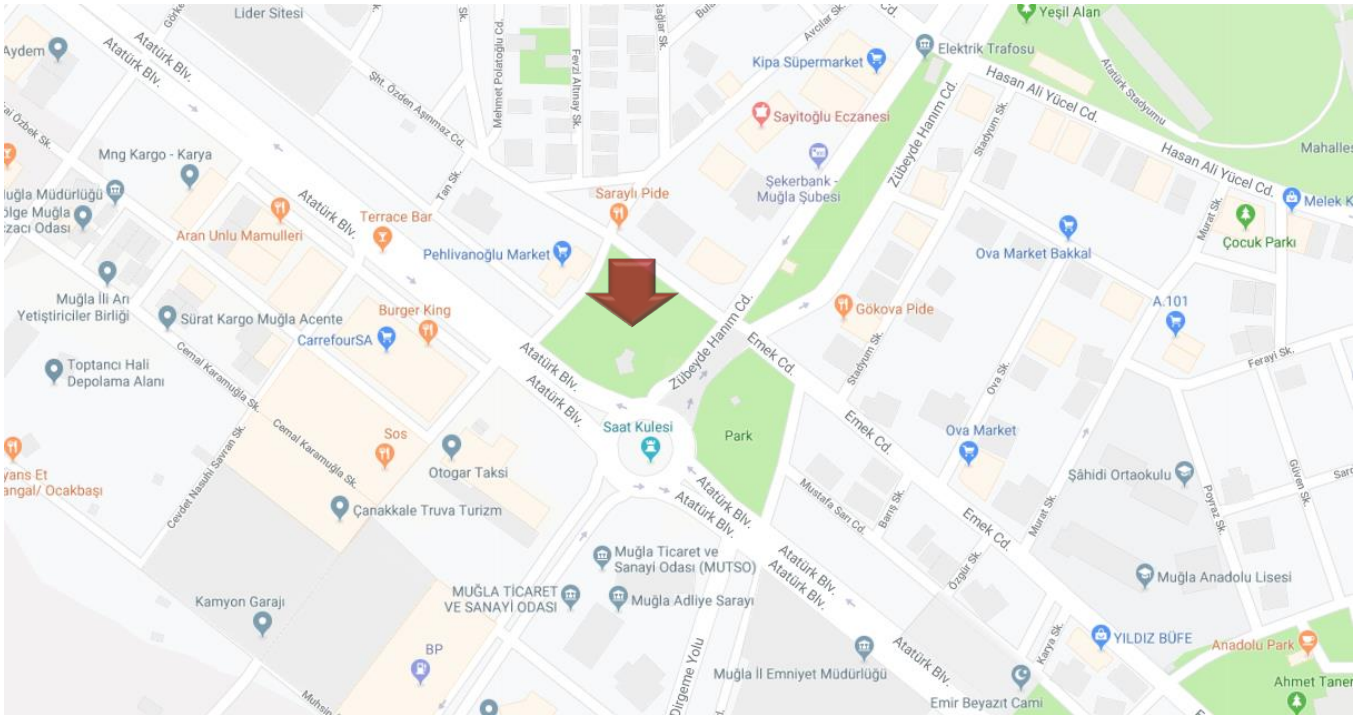 Lider Sitesi
Yeşil Alan
Aydem
Atatürk Blv.
Atatürk Blv.
Mehmet Polatoğlu Cd.
Fevzi Altınay Sk.
Avcılar Sk.
Elektrik Trafosu
Kipa Süpermarket
Hasan Ali Yücel Cd.
Atatürk Stadyumu
Şht. Özden Aşınmaz Cd.
Sayitoğlu Eczanesi
Stadyum Sk.
Zübeyde Hanım Cd.
Mng Kargo - Karya
Hasan Ali Yücel Cd.
Tan Sk.
Şekerbank -
Muğla Şubesi
Saraylı Pide
Murat Sk.
Atatürk Blv.
Terrace Bar
Aran Unlu Mamulleri
Pehlivanoğlu Market
Ova Market Bakkal
Çocuk Parkı
Muğla İli Arı
Yetiştiriciler Birliği
Sürat Kargo Muğla Acente
Burger King
CarrefourSA
Gökova Pide
A.101
Zübeyde Hanım Cd.
Emek Cd.
Toptancı Hali
Depolama Alanı
Cemal Karamuğla Sk.
Atatürk Blv.
Atatürk Blv.
Stadyum Sk.
Ova Sk.
Ferayi Sk.
Cemal Karamuğla Sk.
Sos
Saat Kulesi
Park
Emek Cd.
Ova Market
Otogar Taksi
Cevdet Nasuhi Savran Sk.
Çanakkale Truva Turizm
Atatürk Blv.
Atatürk Blv.
Mustafa Sarı Cd.
Barış Sk.
Emek Cd.
Murat Sk.
Şâhidi Ortaokulu
Poyraz Sk.
Güven Sk.
Muğla Ticaret ve
Sanayi Odası (MUTSO)
Atatürk Blv.
Atatürk Blv.
Özgür Sk.
Muğla Anadolu Lisesi
MUĞLA TİCARET
VE SANAYİ ODASI
Muğla Adliye Sarayı
Kamyon Garajı
BP
Dirgeme Yolu
Muğla İl Emniyet Müdürlüğü
Atatürk Blv.
Karya Sk.
YILDIZ BÜFE
Anadolu Park
Emir Beyazıt Cami